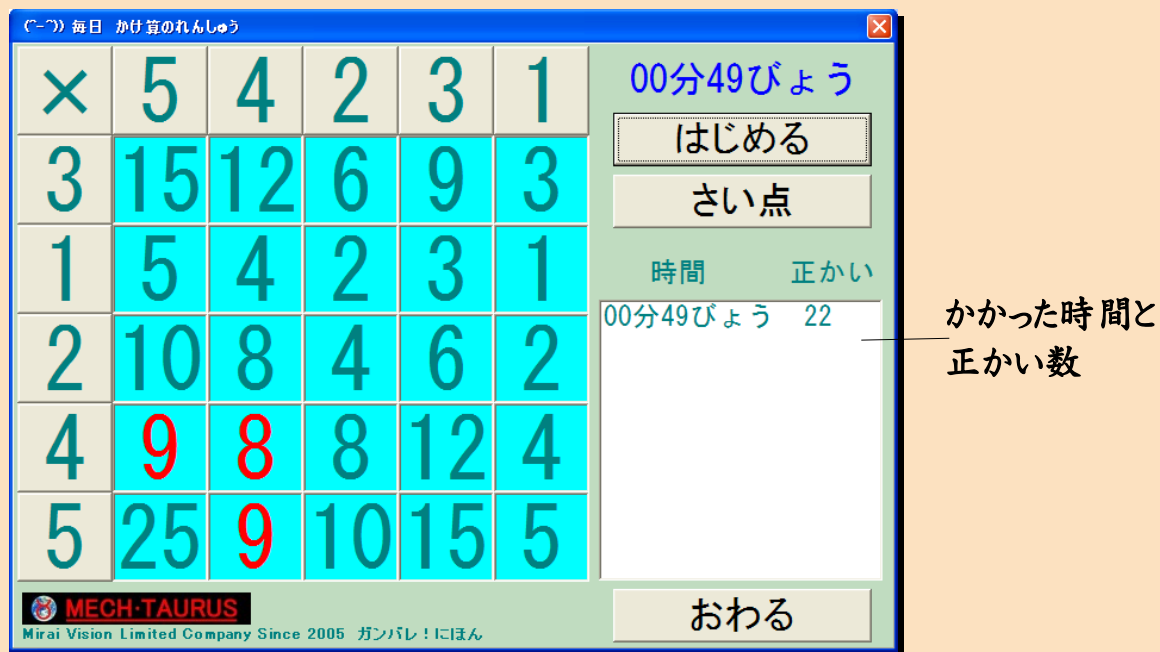 (^-^)) 毎日 かけ算のれんしゅう
× 5 4 2 3 1
3 15 12 6 9 3
1 5 4 2 3 1
2 10 8 4 6 2
4 9 8 8 12 4
5 25 9 10 15 5
00分49びょう
はじめる
さい点
時間 正かい
00分49びょう 22
おわる
かかった時間と
正かい数
MECH・TAURUS
Mirai Vision Limited Company Since 2005 ガンバレ！にほん